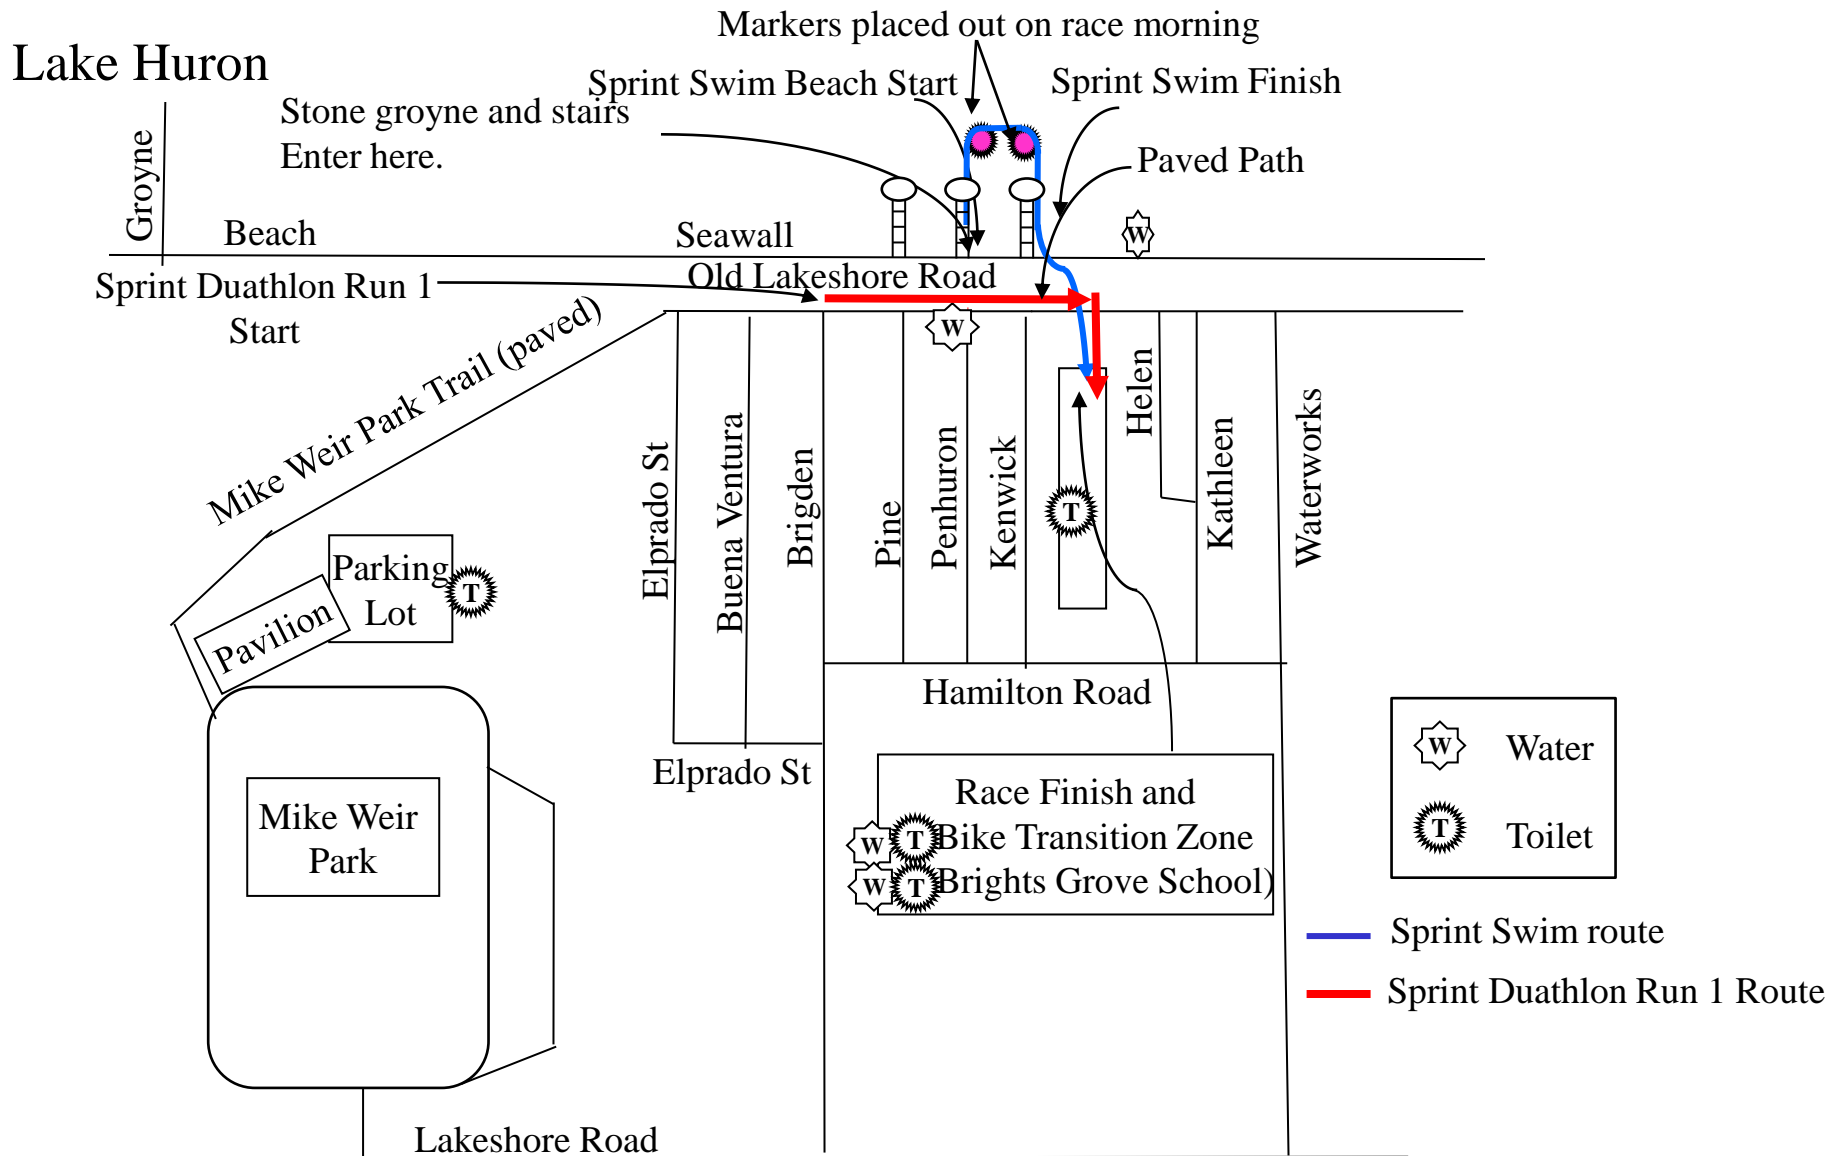 Markers placed out on race morning
Lake Huron
Sprint Swim Beach Start
Sprint Swim Finish
Stone groyne and stairs
Enter here.
Groyne
Paved Path
Beach
Seawall
W
Old Lakeshore Road
Sprint Duathlon Run 1
Start
W
Mike Weir Park Trail (paved)
Elprado St
Buena Ventura
Brigden
Pine
Penhuron
Kenwick
T
Helen
Kathleen
Waterworks
Parking
Lot
T
Pavilion
Hamilton Road
Elprado St
Mike Weir
Park
Race Finish and
W T Bike Transition Zone
W T Brights Grove School)
W Water
T Toilet
Sprint Swim route
Sprint Duathlon Run 1 Route
Lakeshore Road